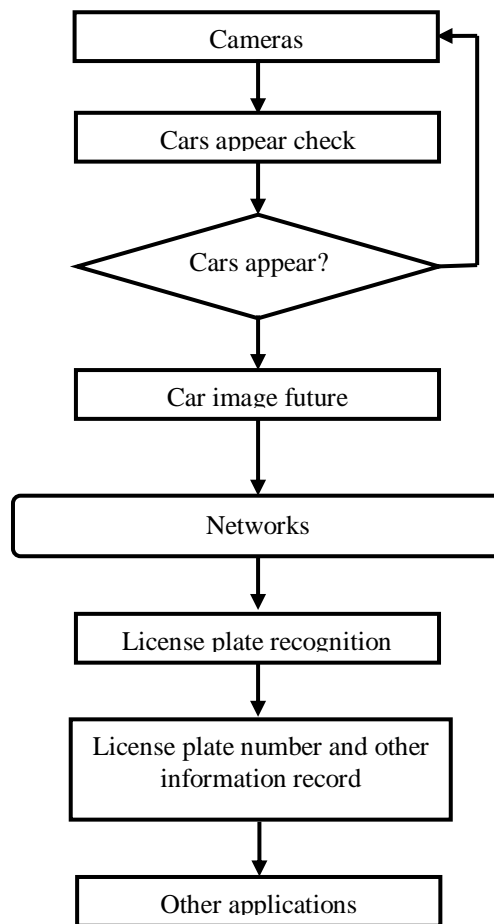 Cameras
Cars appear check
Cars appear?
Car image future
Networks
License plate recognition
License plate number and other
information record
Other applications